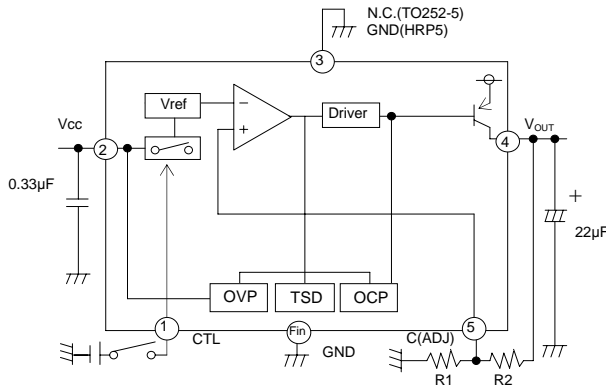 N.C.(TO252-5)
GND(HRP5)
3
Vref
−
+
Driver
Vcc
2
4
VOUT
0.33µF
+
22µF
OVP
TSD
OCP
1
CTL
Fin
GND
5
C(ADJ)
R1
R2